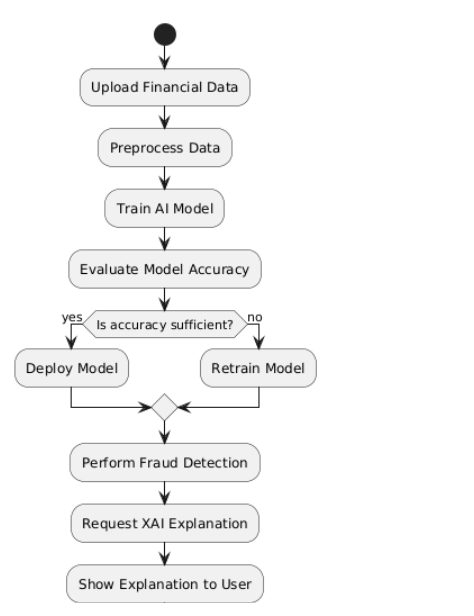 Upload Financial Data
Preprocess Data
Train AI Model
Evaluate Model Accuracy
yes
Is accuracy sufficient?
no
Deploy Model
Retrain Model
Perform Fraud Detection
Request XAI Explanation
Show Explanation to User